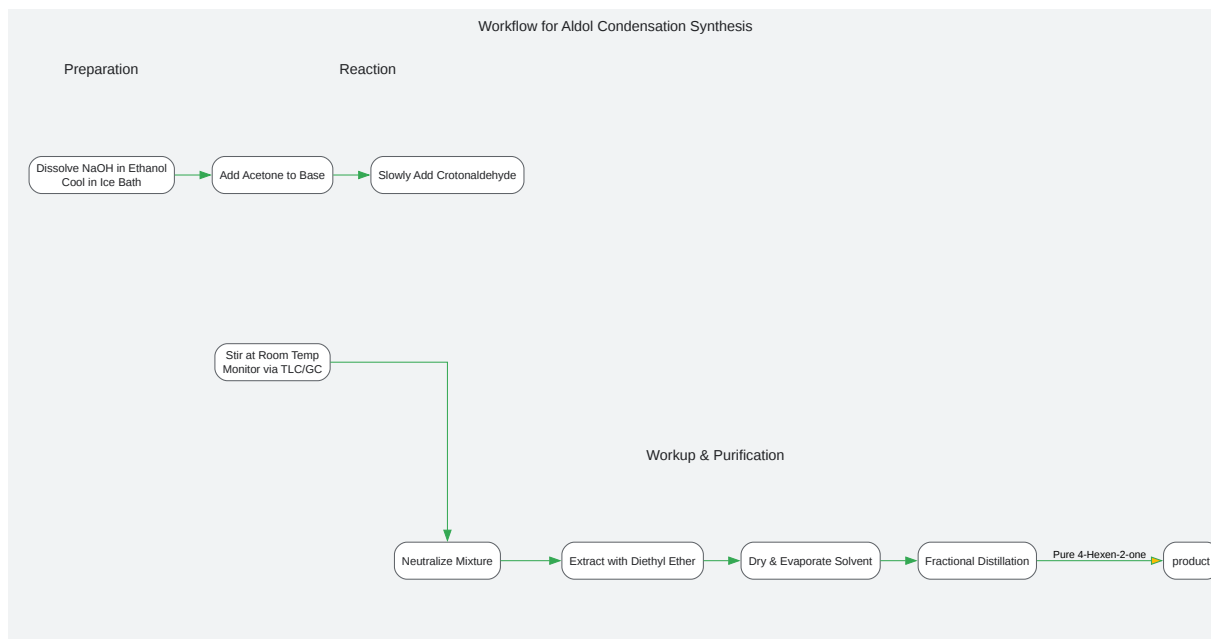 Workflow for Aldol Condensation Synthesis
Preparation
Reaction
Dissolve NaOH in Ethanol
Cool in Ice Bath
Add Acetone to Base
Slowly Add Crotonaldehyde
Stir at Room Temp
Monitor via TLC/GC
Workup & Purification
Neutralize Mixture
Extract with Diethyl Ether
Dry & Evaporate Solvent
Fractional Distillation
Pure 4-Hexen-2-one
product